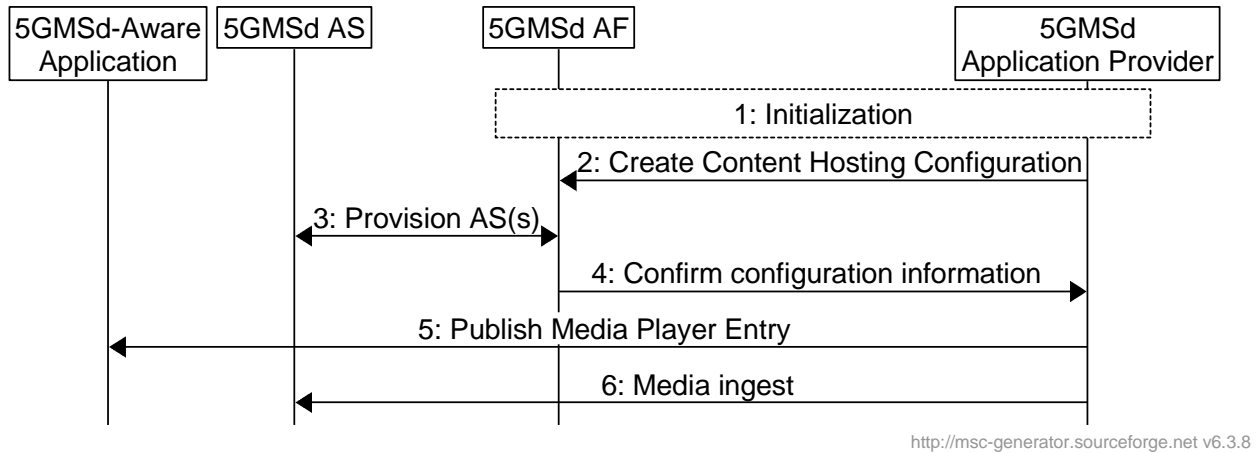 5GMSd-Aware
Application
5GMSd AS
5GMSd AF
5GMSd
Application Provider
1: Initialization
2: Create Content Hosting Configuration
3: Provision AS(s)
4: Confirm configuration information
5: Publish Media Player Entry
6: Media ingest
http://msc-generator.sourceforge.net v6.3.8